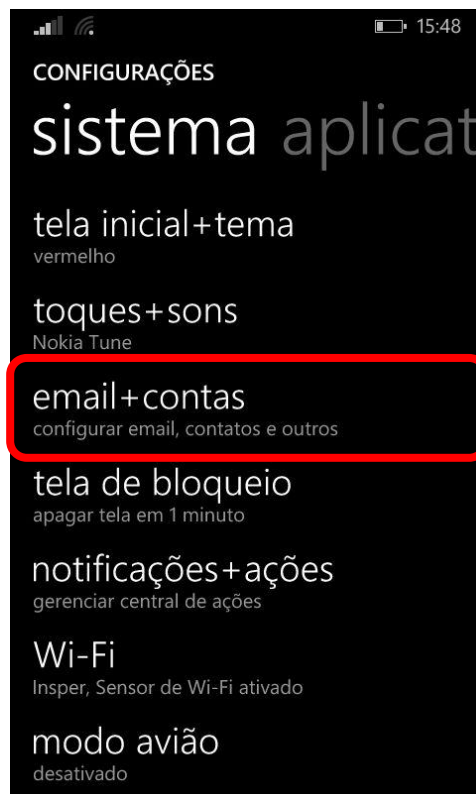 15:48
CONFIGURAÇÕES
sistema aplicat
tela inicial+tema
vermelho
toques+sons
Nokia Tune
email+contas
configurar email, contatos e outros
tela de bloqueio
apagar tela em 1 minuto
notificações+ações
gerenciar central de ações
Wi-Fi
Insper, Sensor de Wi-Fi ativado
modo avião
desativado